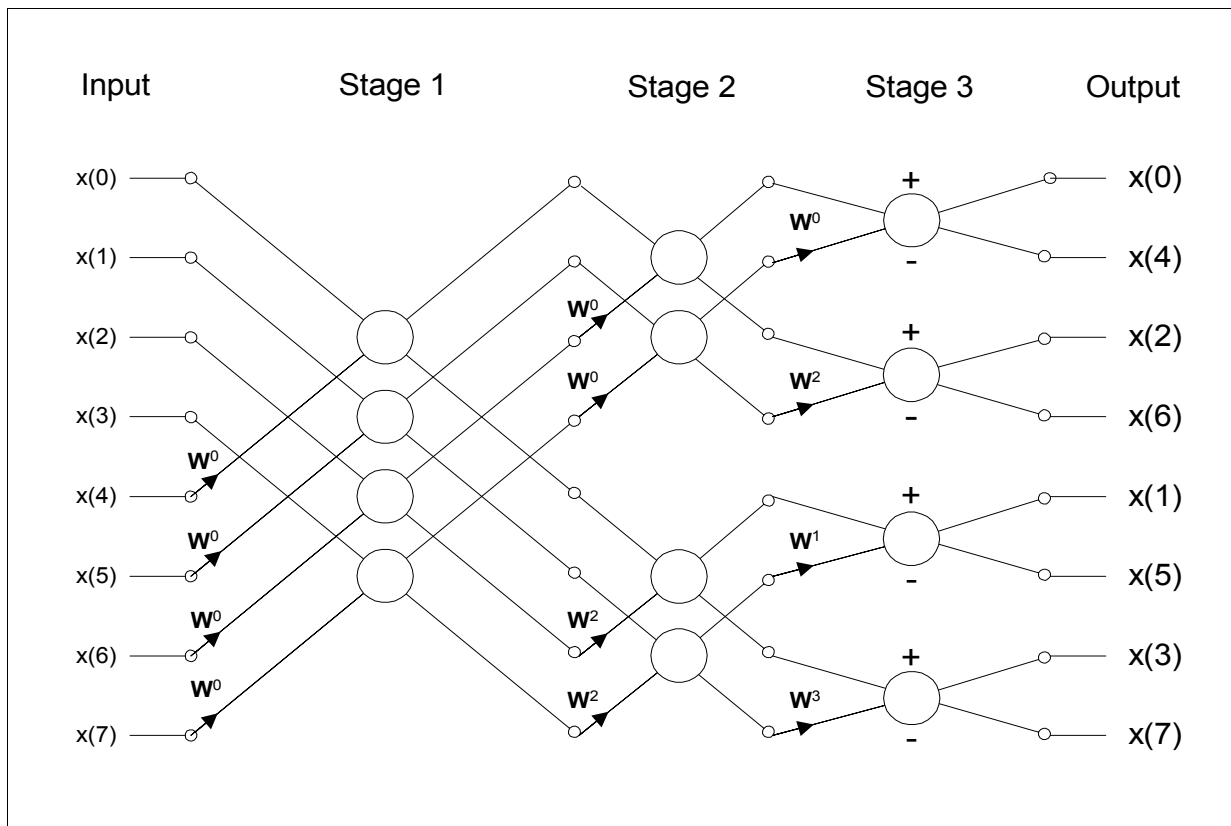 Input Stage 1 Stage 2 Stage 3 Output
x(0) + x(0)
W⁰
x(1) - x(4)
W⁰
x(2) + x(2)
W⁰ W²
x(3) - x(6)
W⁰
x(4) + x(1)
W⁰ W¹
x(5) - x(5)
W⁰ W²
x(6) + x(3)
W⁰ W² W³
x(7) - x(7)